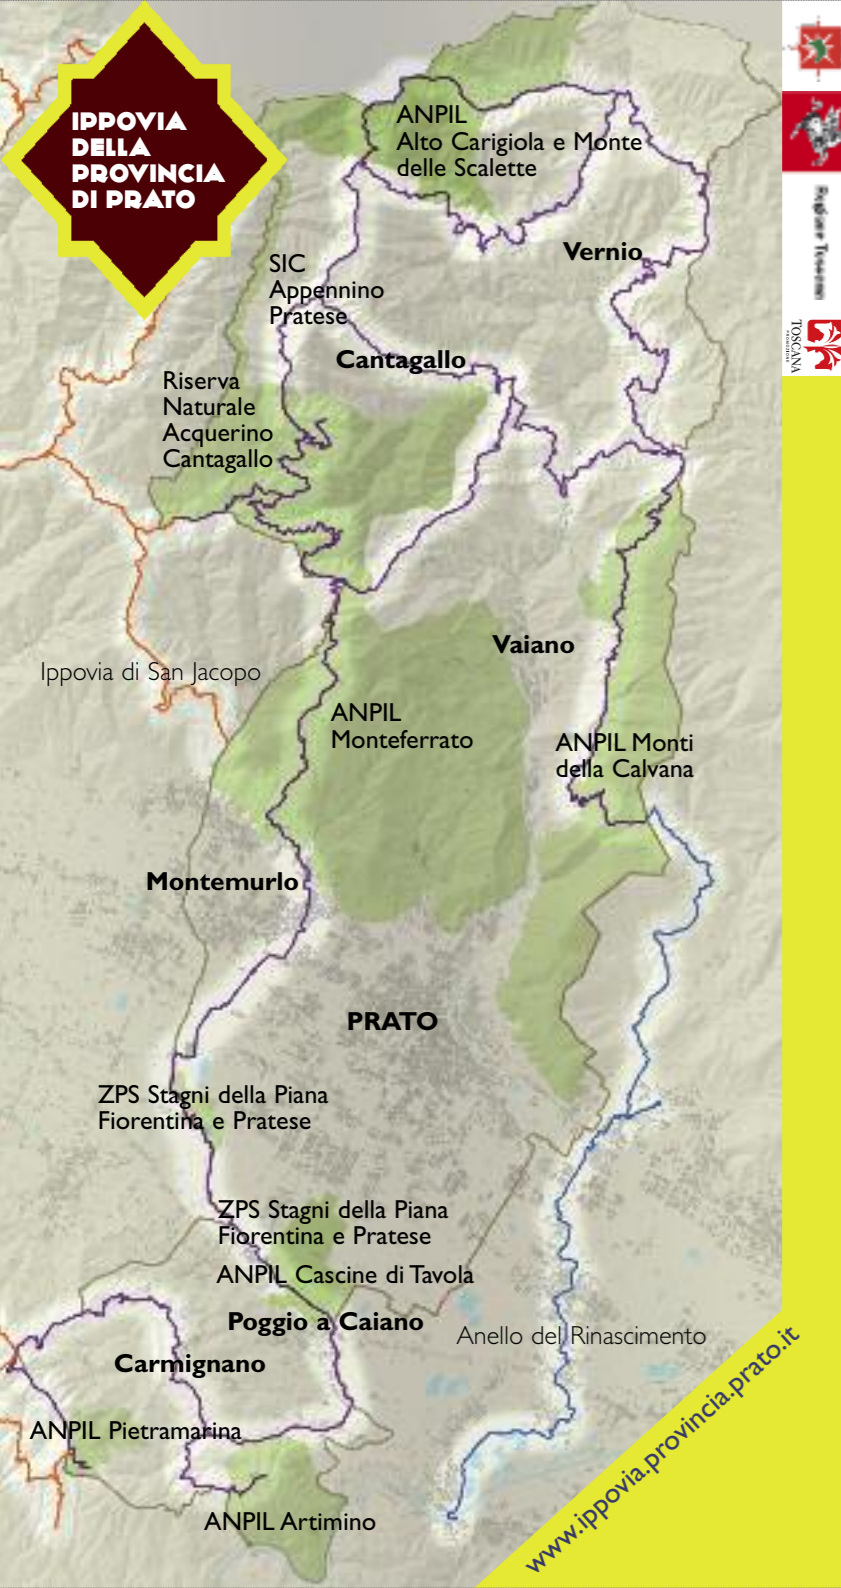 IPPOVIA
DELLA
PROVINCIA
DI PRATO
ANPIL
Alto Carigiola e Monte
delle Scalette
Vernio
SIC
Appennino
Pratese
Cantagallo
Riserva
Naturale
Acquerino
Cantagallo
Vaiano
Ippovia di San Jacopo
ANPIL
Monteferrato
ANPIL Monti
della Calvana
Montemurlo
PRATO
ZPS Stagni della Piana
Fiorentina e Pratese
ZPS Stagni della Piana
Fiorentina e Pratese
ANPIL Cascine di Tavola
Poggio a Caiano
Anello del Rinascimento
Carmignano
ANPIL Pietramarina
ANPIL Artimino
www.ippovia.provincia.prato.it
Regione Toscana
TOSCANA